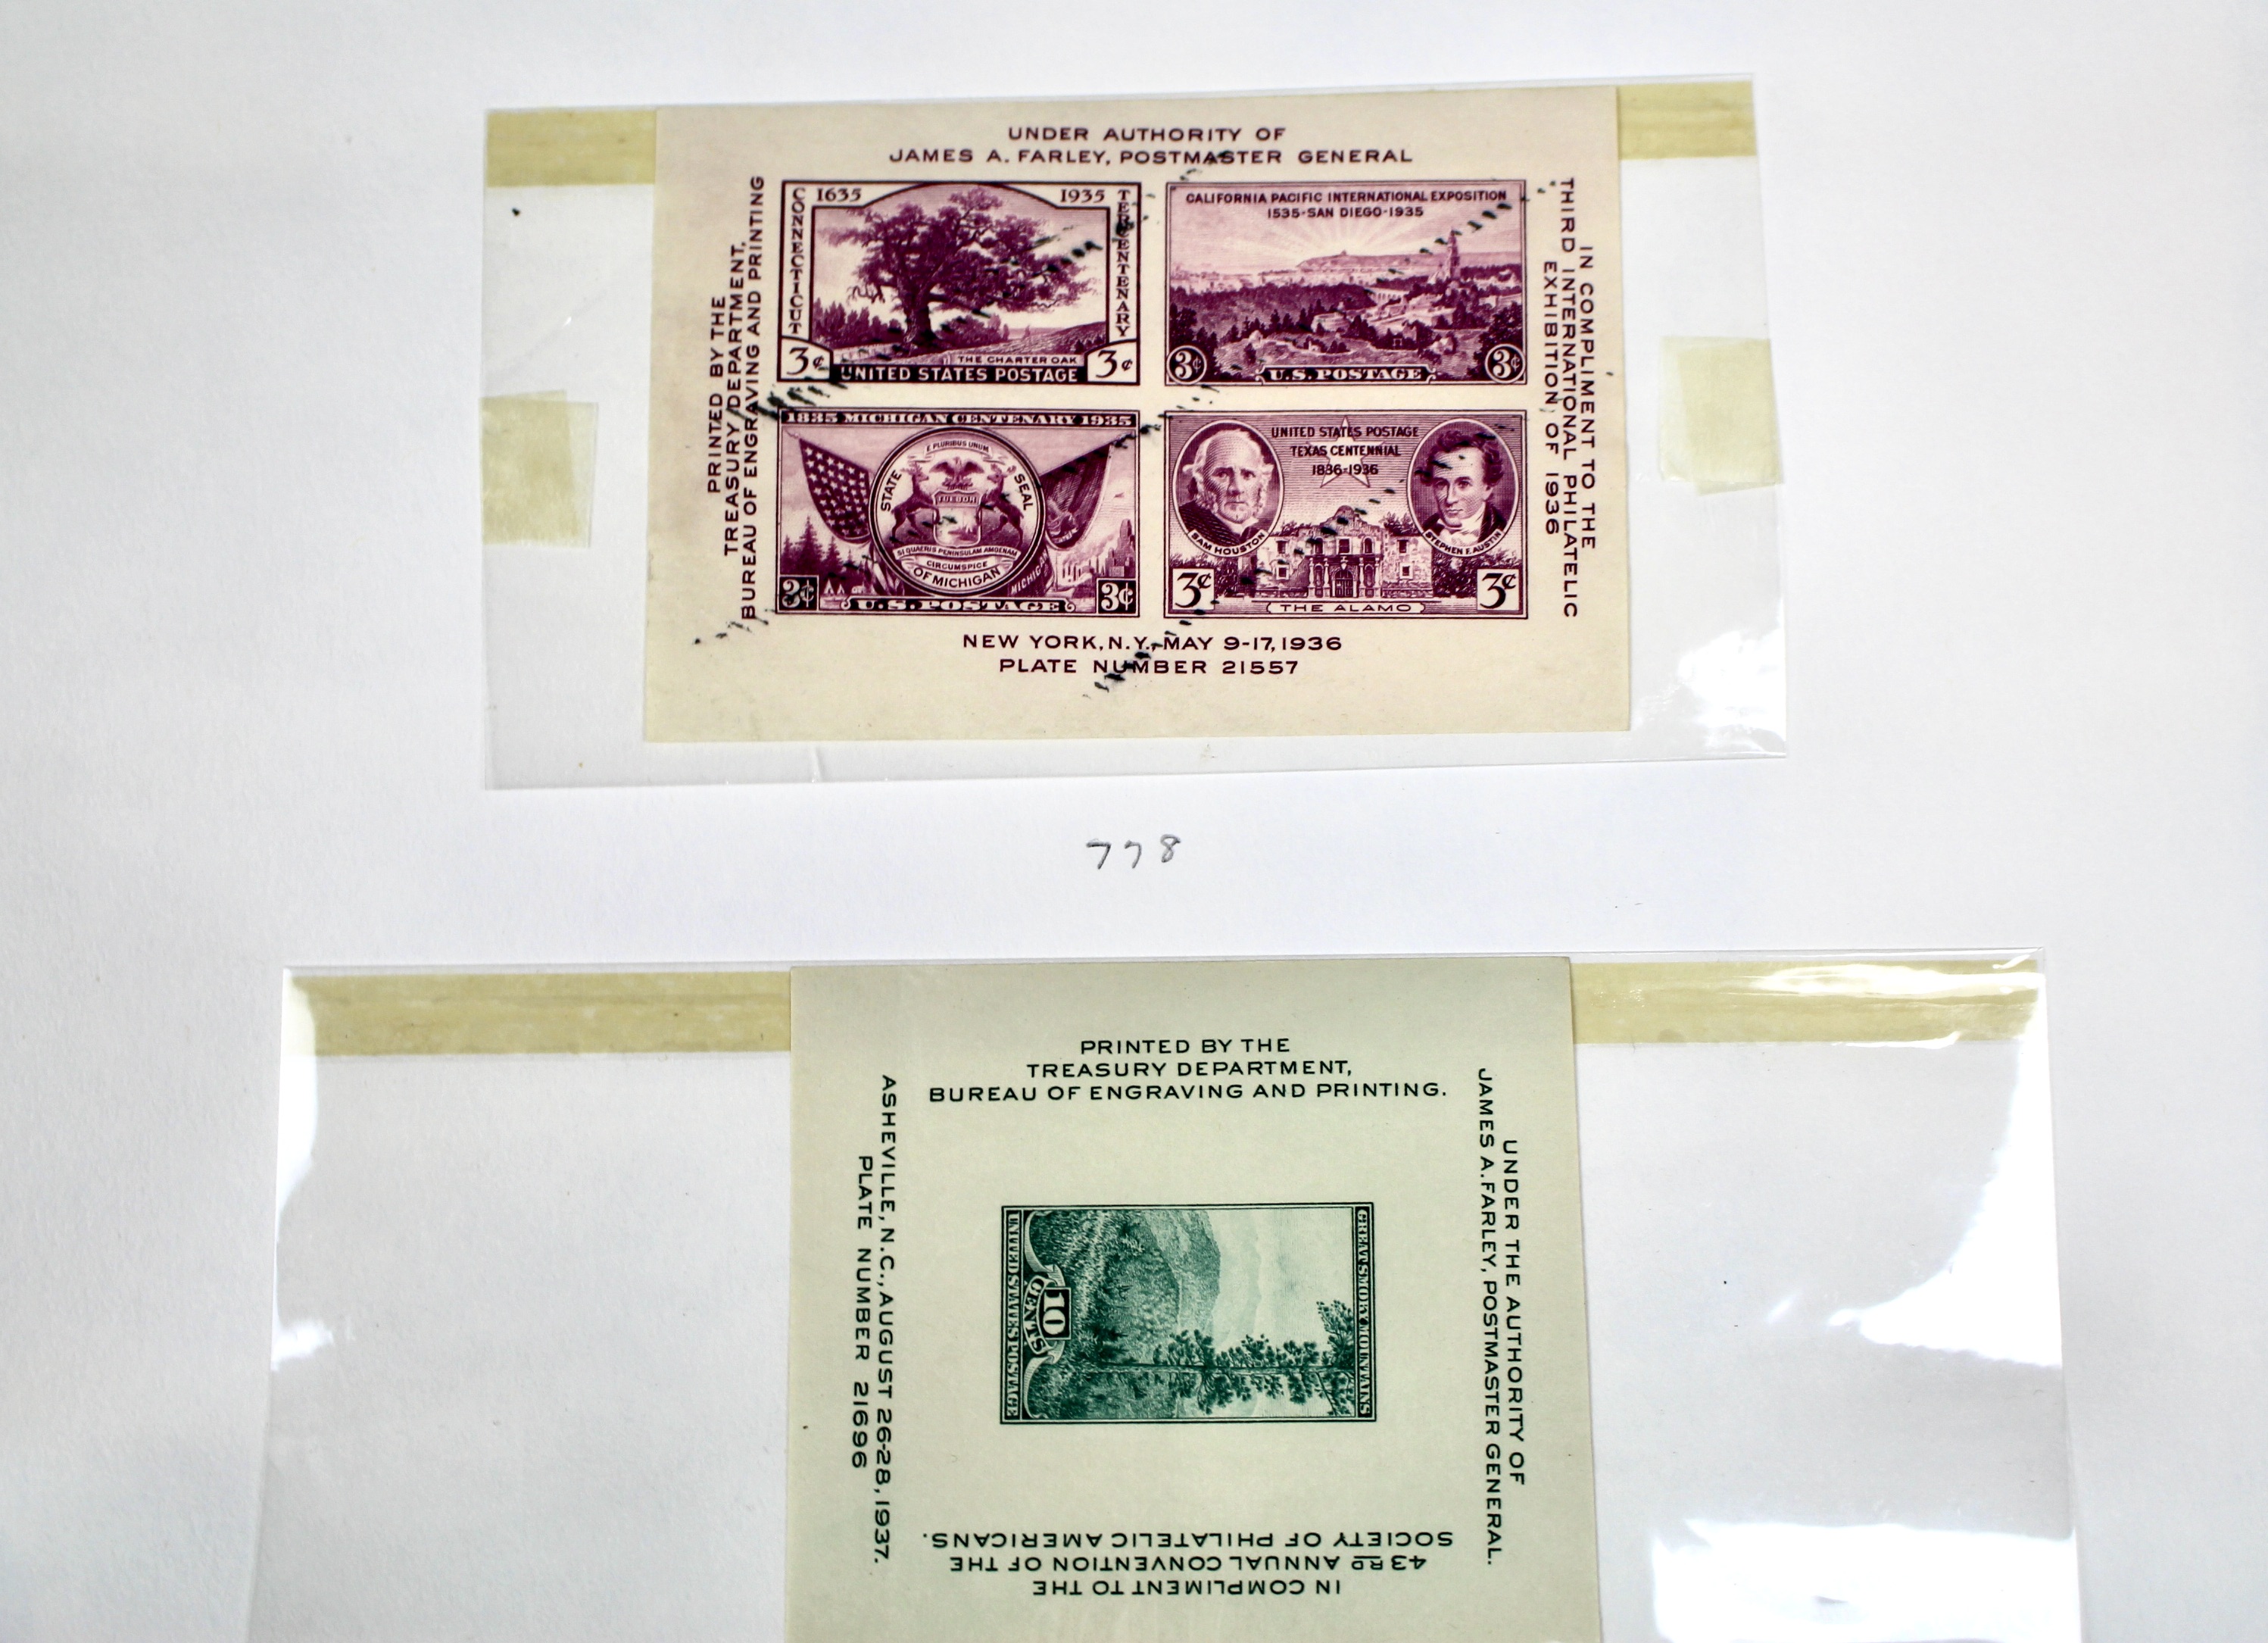 UNDER AUTHORITY OF
JAMES A. FARLEY, POSTMASTER GENERAL
PRINTED BY THE
TREASURY DEPARTMENT,
BUREAU OF ENGRAVING AND PRINTING
CONNECTICUT
1635
1935
TERCENTENARY
THE CHARTER OAK
3¢
UNITED STATES POSTAGE
3¢
CALIFORNIA PACIFIC INTERNATIONAL EXPOSITION
1535-SAN DIEGO-1935
3¢
U.S. POSTAGE
3¢
1835 MICHIGAN CENTENARY 1935
E PLURIBUS UNUM
STATE
SEAL
TUEBOR
SI QUAERIS PENINSULAM AMOENAM
CIRCUMSPICE
OF MICHIGAN
MICHIGAN
3¢
U.S. POSTAGE
3¢
UNITED STATES POSTAGE
TEXAS CENTENNIAL
1836-1936
SAM HOUSTON
STEPHEN F. AUSTIN
3¢
THE ALAMO
3¢
IN COMPLIMENT TO THE
THIRD INTERNATIONAL PHILATELIC
EXHIBITION OF 1936
NEW YORK, N.Y., MAY 9-17, 1936
PLATE NUMBER 21557
778
PRINTED BY THE
TREASURY DEPARTMENT,
BUREAU OF ENGRAVING AND PRINTING.
ASHEVILLE, N.C., AUGUST 26-28, 1937.
PLATE NUMBER 21696
GREAT SMOKY MOUNTAINS
10
CENTS
UNITED STATES POSTAGE
UNDER THE AUTHORITY OF
JAMES A. FARLEY, POSTMASTER GENERAL.
IN COMPLIMENT TO THE
43RD ANNUAL CONVENTION OF THE
SOCIETY OF PHILATELIC AMERICANS.